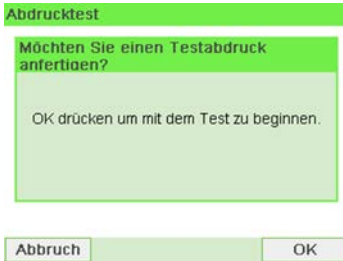 Abdrucktest
Möchten Sie einen Testabdruck
anfertigen?
OK drücken um mit dem Test zu beginnen.
Abbruch
OK